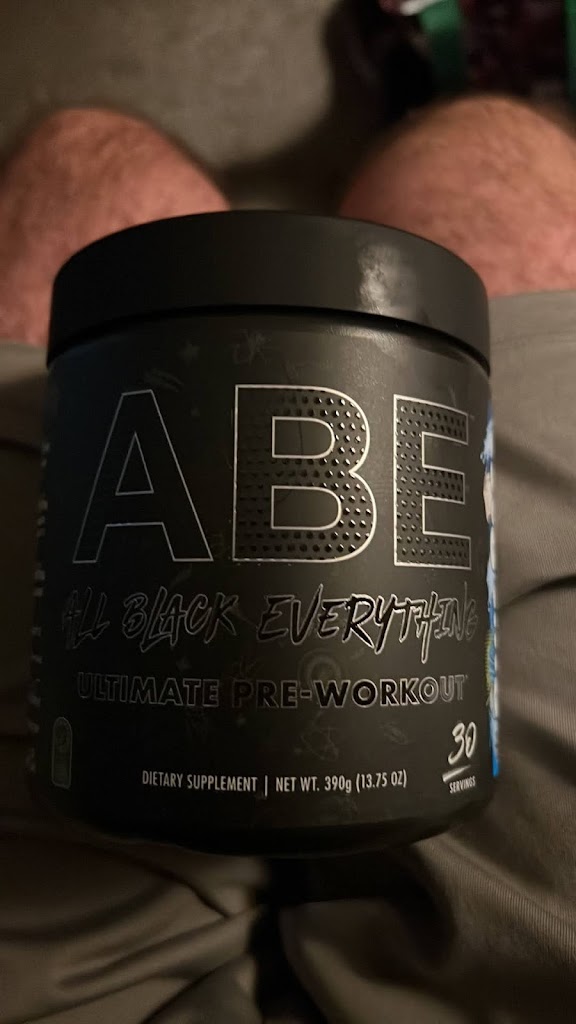 ABE
ALL BLACK EVERYTHING
ULTIMATE PRE-WORKOUT
30
SERVINGS
DIETARY SUPPLEMENT | NET WT. 390g (13.75 OZ)